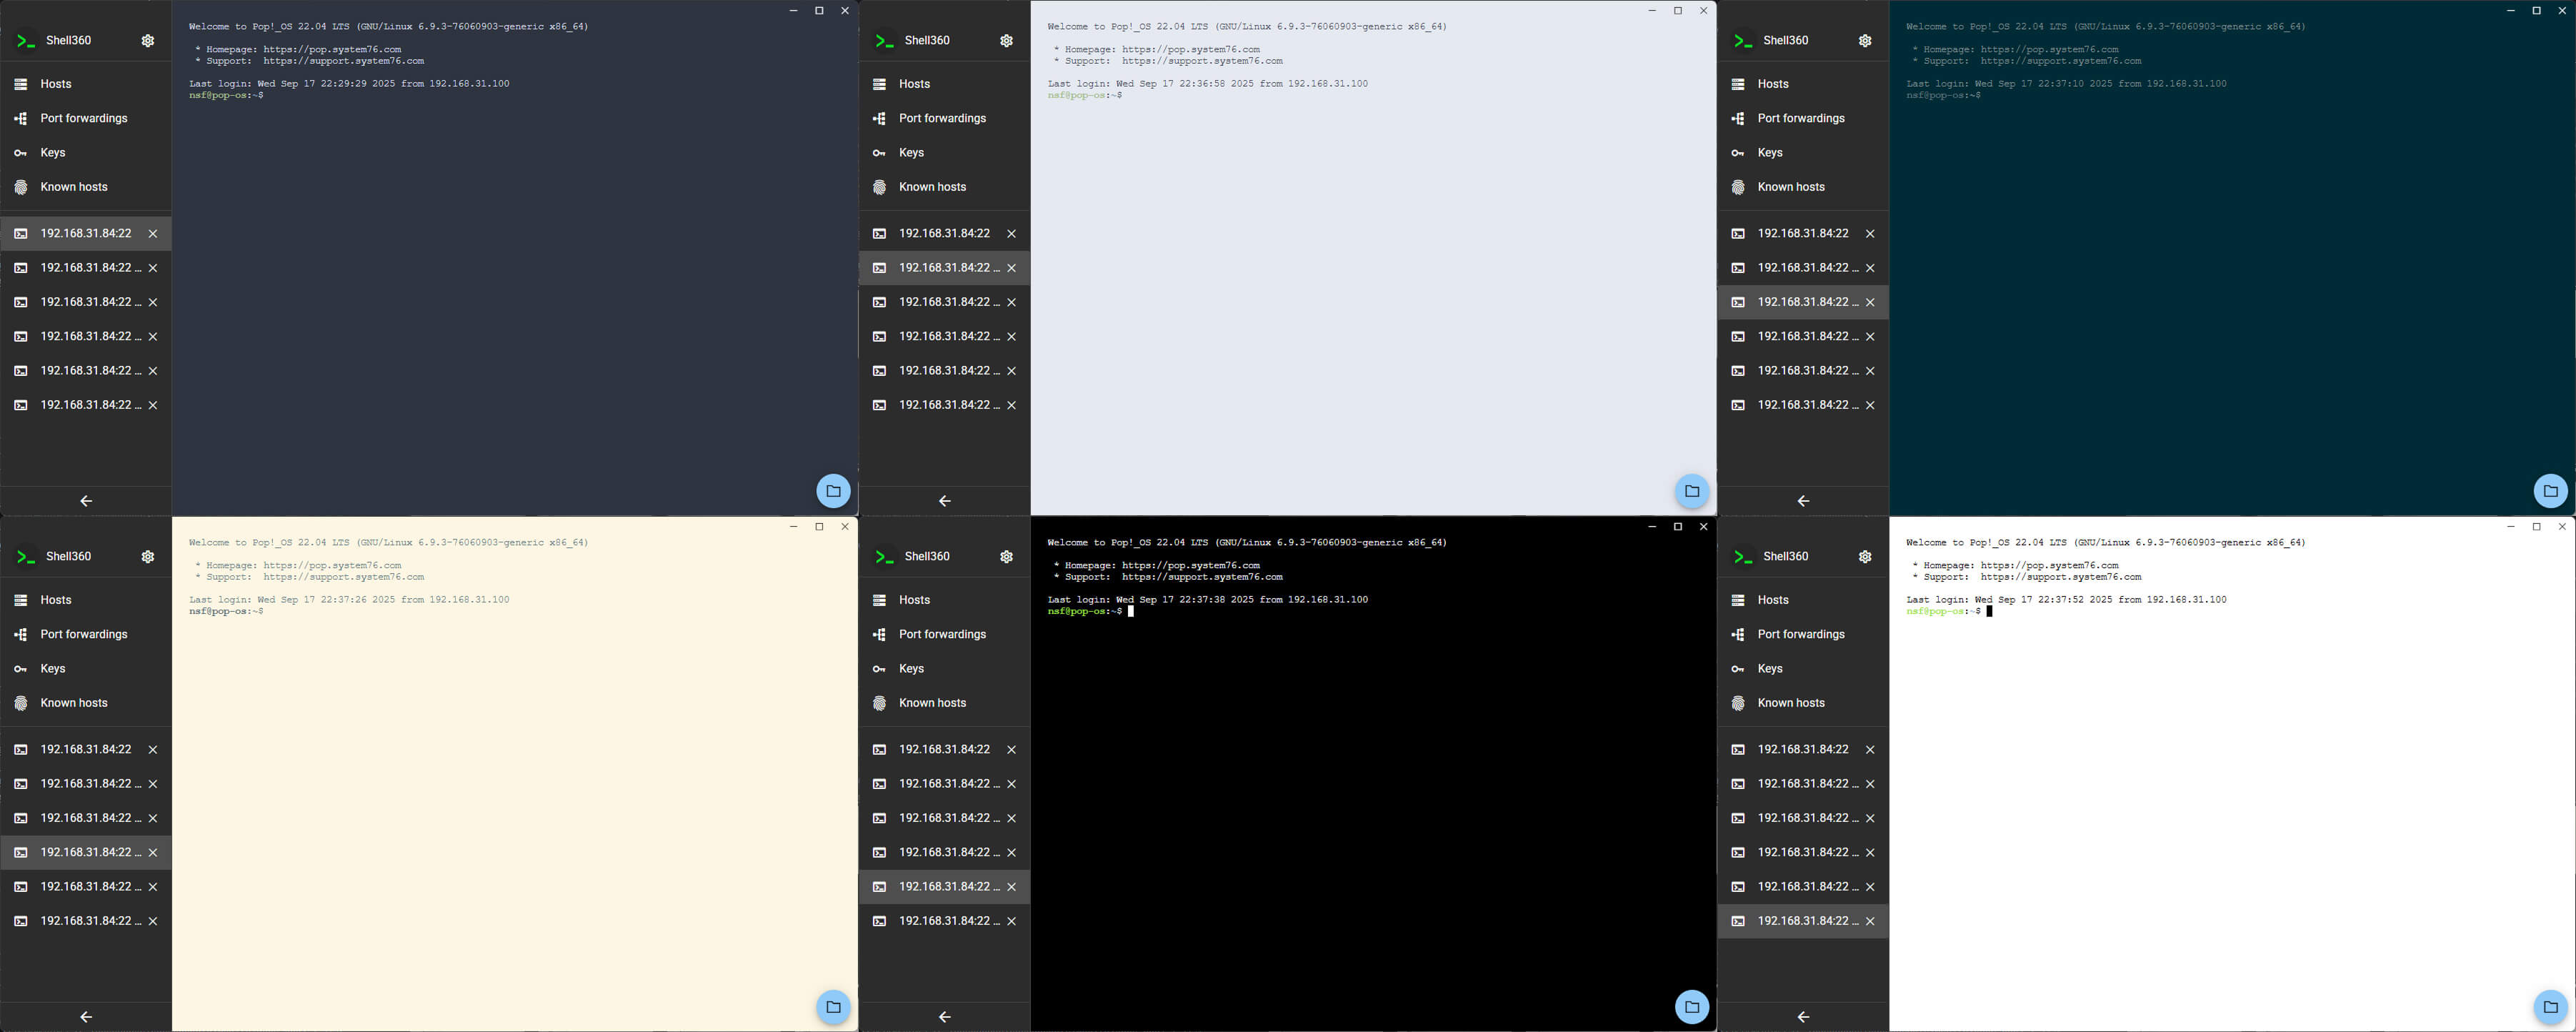 Shell360
Hosts
Port forwardings
Keys
Known hosts
192.168.31.84:22
192.168.31.84:22 ...
192.168.31.84:22 ...
192.168.31.84:22 ...
192.168.31.84:22 ...
192.168.31.84:22 ...
Welcome to Pop!_OS 22.04 LTS (GNU/Linux 6.9.3-76060903-generic x86_64)
* Homepage: https://pop.system76.com
* Support:  https://support.system76.com
Last login: Wed Sep 17 22:29:29 2025 from 192.168.31.100
nsf@pop-os:~$
Shell360
Hosts
Port forwardings
Keys
Known hosts
192.168.31.84:22
192.168.31.84:22 ...
192.168.31.84:22 ...
192.168.31.84:22 ...
192.168.31.84:22 ...
192.168.31.84:22 ...
Welcome to Pop!_OS 22.04 LTS (GNU/Linux 6.9.3-76060903-generic x86_64)
* Homepage: https://pop.system76.com
* Support:  https://support.system76.com
Last login: Wed Sep 17 22:36:58 2025 from 192.168.31.100
nsf@pop-os:~$
Shell360
Hosts
Port forwardings
Keys
Known hosts
192.168.31.84:22
192.168.31.84:22 ...
192.168.31.84:22 ...
192.168.31.84:22 ...
192.168.31.84:22 ...
192.168.31.84:22 ...
Welcome to Pop!_OS 22.04 LTS (GNU/Linux 6.9.3-76060903-generic x86_64)
* Homepage: https://pop.system76.com
* Support:  https://support.system76.com
Last login: Wed Sep 17 22:37:10 2025 from 192.168.31.100
nsf@pop-os:~$
Shell360
Hosts
Port forwardings
Keys
Known hosts
192.168.31.84:22
192.168.31.84:22 ...
192.168.31.84:22 ...
192.168.31.84:22 ...
192.168.31.84:22 ...
192.168.31.84:22 ...
Welcome to Pop!_OS 22.04 LTS (GNU/Linux 6.9.3-76060903-generic x86_64)
* Homepage: https://pop.system76.com
* Support:  https://support.system76.com
Last login: Wed Sep 17 22:37:26 2025 from 192.168.31.100
nsf@pop-os:~$
Shell360
Hosts
Port forwardings
Keys
Known hosts
192.168.31.84:22
192.168.31.84:22 ...
192.168.31.84:22 ...
192.168.31.84:22 ...
192.168.31.84:22 ...
192.168.31.84:22 ...
Welcome to Pop!_OS 22.04 LTS (GNU/Linux 6.9.3-76060903-generic x86_64)
* Homepage: https://pop.system76.com
* Support:  https://support.system76.com
Last login: Wed Sep 17 22:37:38 2025 from 192.168.31.100
nsf@pop-os:~$
Shell360
Hosts
Port forwardings
Keys
Known hosts
192.168.31.84:22
192.168.31.84:22 ...
192.168.31.84:22 ...
192.168.31.84:22 ...
192.168.31.84:22 ...
192.168.31.84:22 ...
Welcome to Pop!_OS 22.04 LTS (GNU/Linux 6.9.3-76060903-generic x86_64)
* Homepage: https://pop.system76.com
* Support:  https://support.system76.com
Last login: Wed Sep 17 22:37:52 2025 from 192.168.31.100
nsf@pop-os:~$